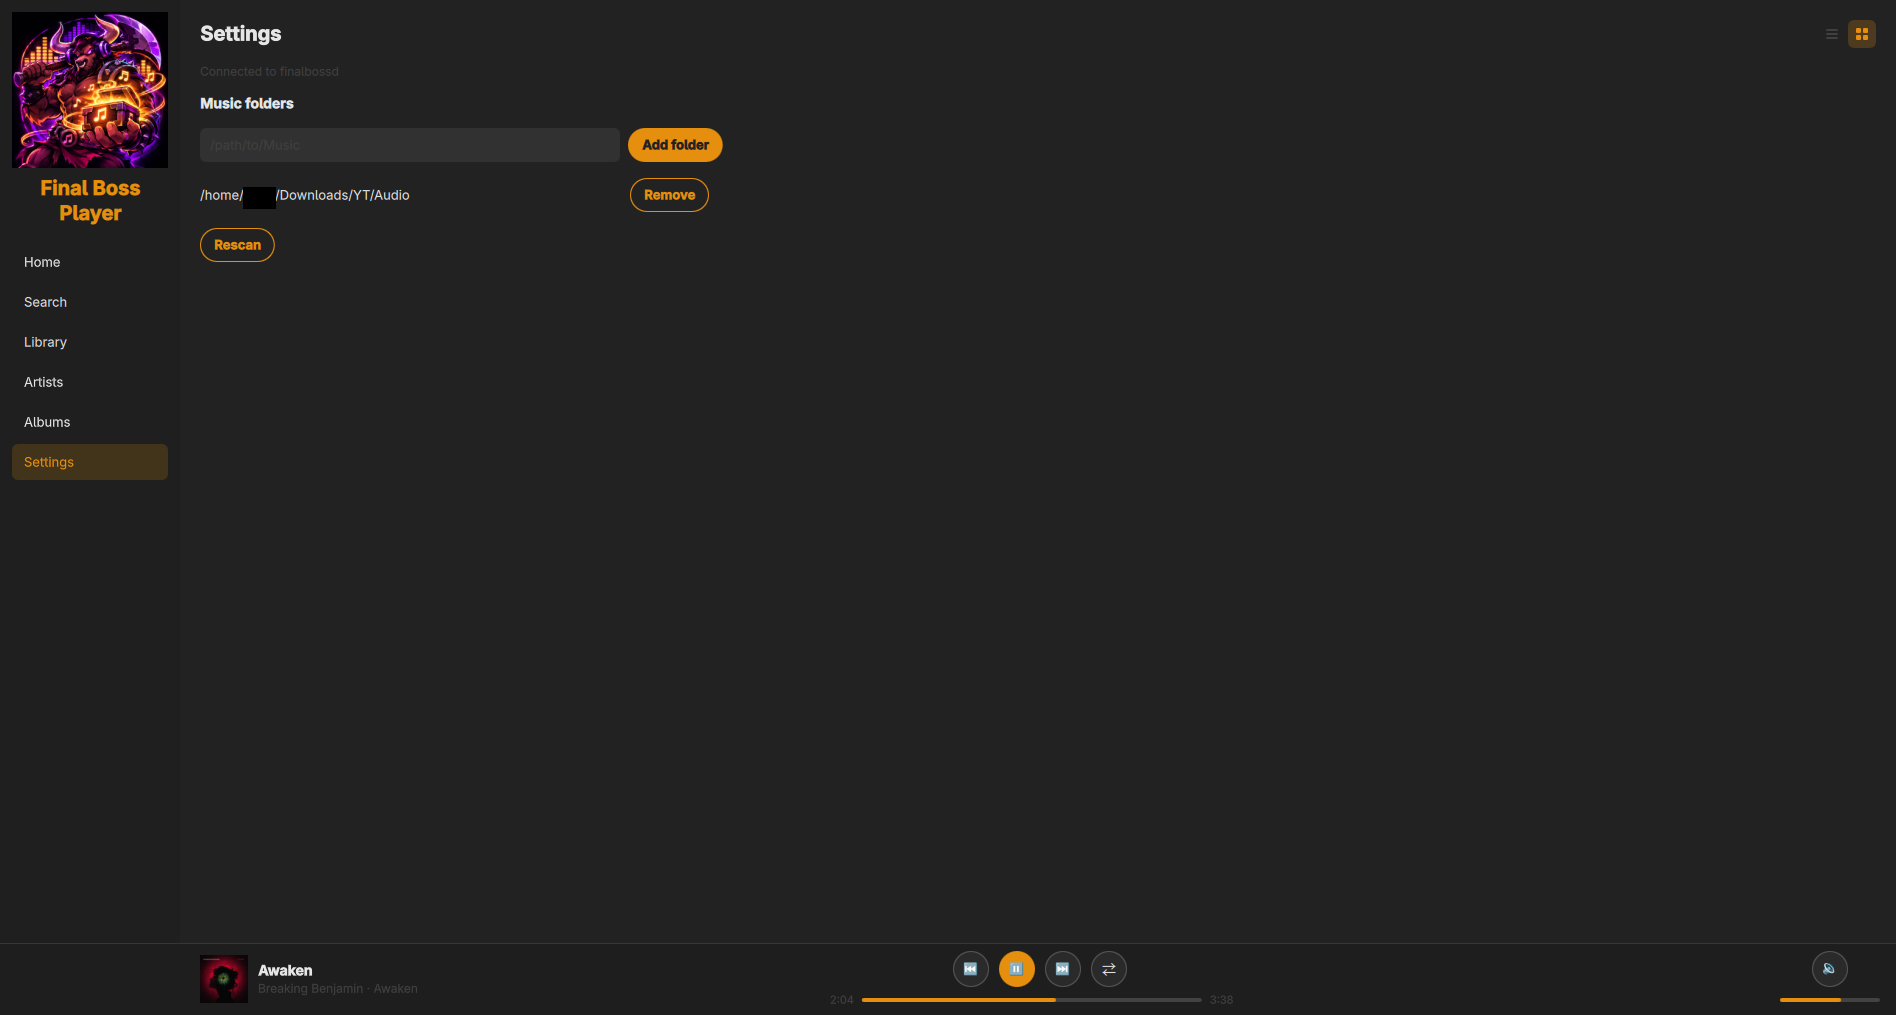 Final Boss
Player
Home
Search
Library
Artists
Albums
Settings
Settings
Connected to finalbossd
Music folders
/path/to/Music
Add folder
/home/ /Downloads/YT/Audio
Remove
Rescan
Awaken
Breaking Benjamin · Awaken
2:04
3:38